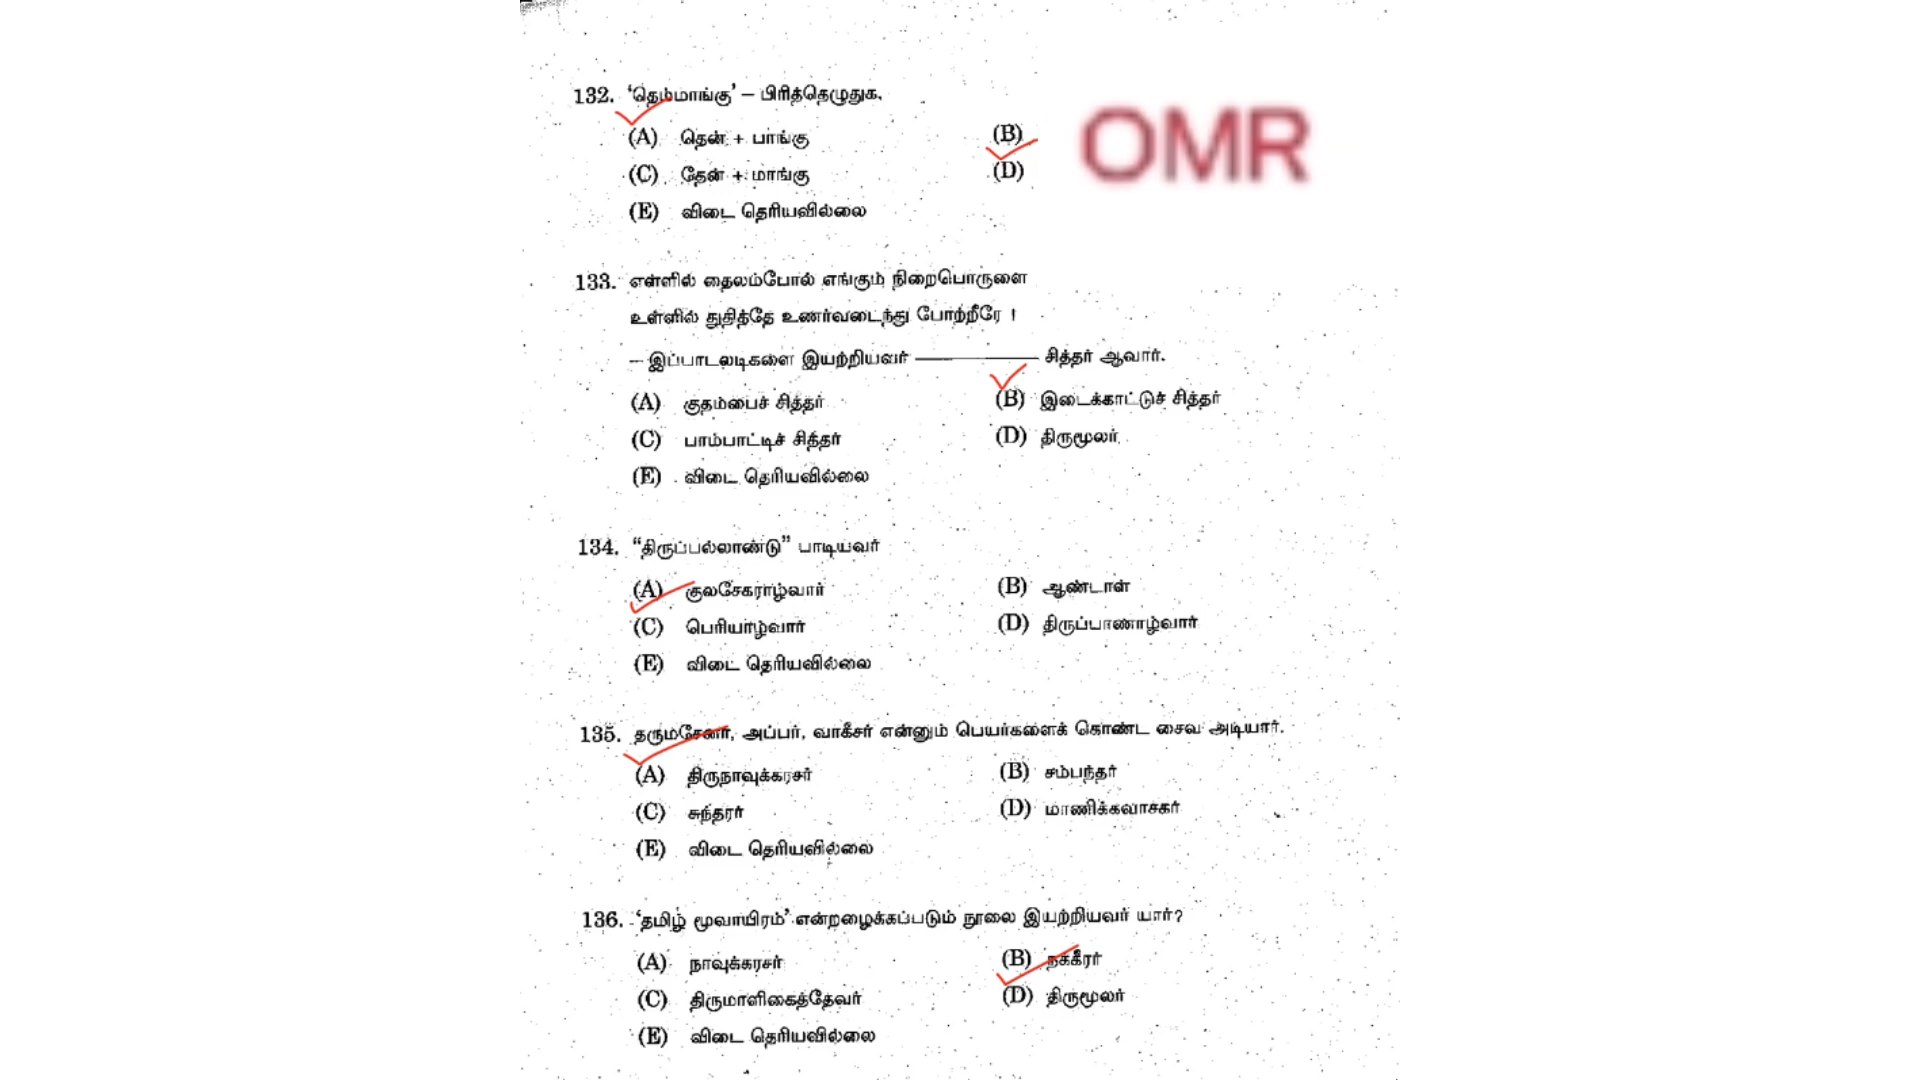 132. 'தெம்மாங்கு' – பிரித்தெழுதுக.
(A) தென் + பாங்கு (B)
(C) தேன் + மாங்கு (D)
(E) விடை தெரியவில்லை
OMR
133. எள்ளில் தைலம்போல் எங்கும் நிறைபொருளை
உள்ளில் துதித்தே உணர்வடைந்து போற்றீரே !
– இப்பாடலடிகளை இயற்றியவர் ———— சித்தர் ஆவார்.
(A) குதம்பைச் சித்தர் (B) இடைக்காட்டுச் சித்தர்
(C) பாம்பாட்டிச் சித்தர் (D) திருமூலர்
(E) விடை தெரியவில்லை
134. “திருப்பல்லாண்டு” பாடியவர்
(A) குலசேகராழ்வார் (B) ஆண்டாள்
(C) பெரியாழ்வார் (D) திருப்பாணாழ்வார்
(E) விடை தெரியவில்லை
135. தருமசேனர், அப்பர், வாகீசர் என்னும் பெயர்களைக் கொண்ட சைவ அடியார்.
(A) திருநாவுக்கரசர் (B) சம்பந்தர்
(C) சுந்தரர் (D) மாணிக்கவாசகர்
(E) விடை தெரியவில்லை
136. 'தமிழ் மூவாயிரம்' என்றழைக்கப்படும் நூலை இயற்றியவர் யார்?
(A) நாவுக்கரசர் (B) நக்கீரர்
(C) திருமாளிகைத்தேவர் (D) திருமூலர்
(E) விடை தெரியவில்லை